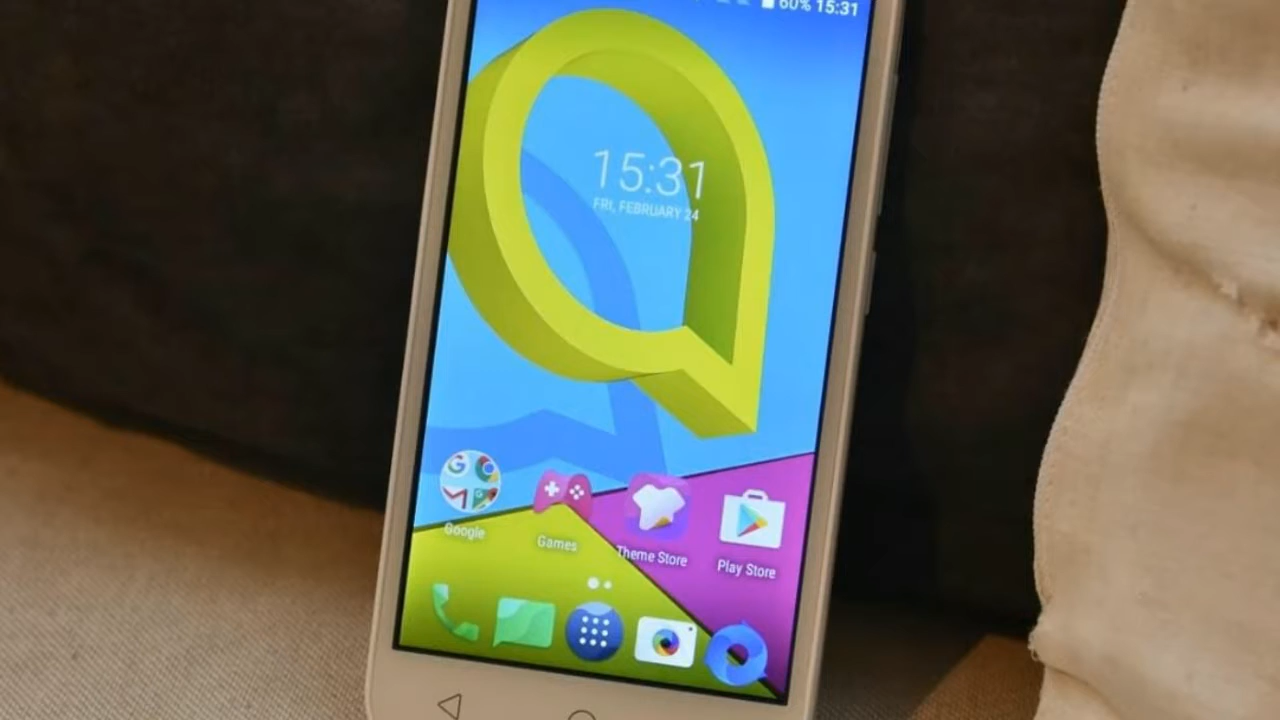 60% 15:31
15:31
FRI, FEBRUARY 24
Google
Games
Theme Store
Play Store